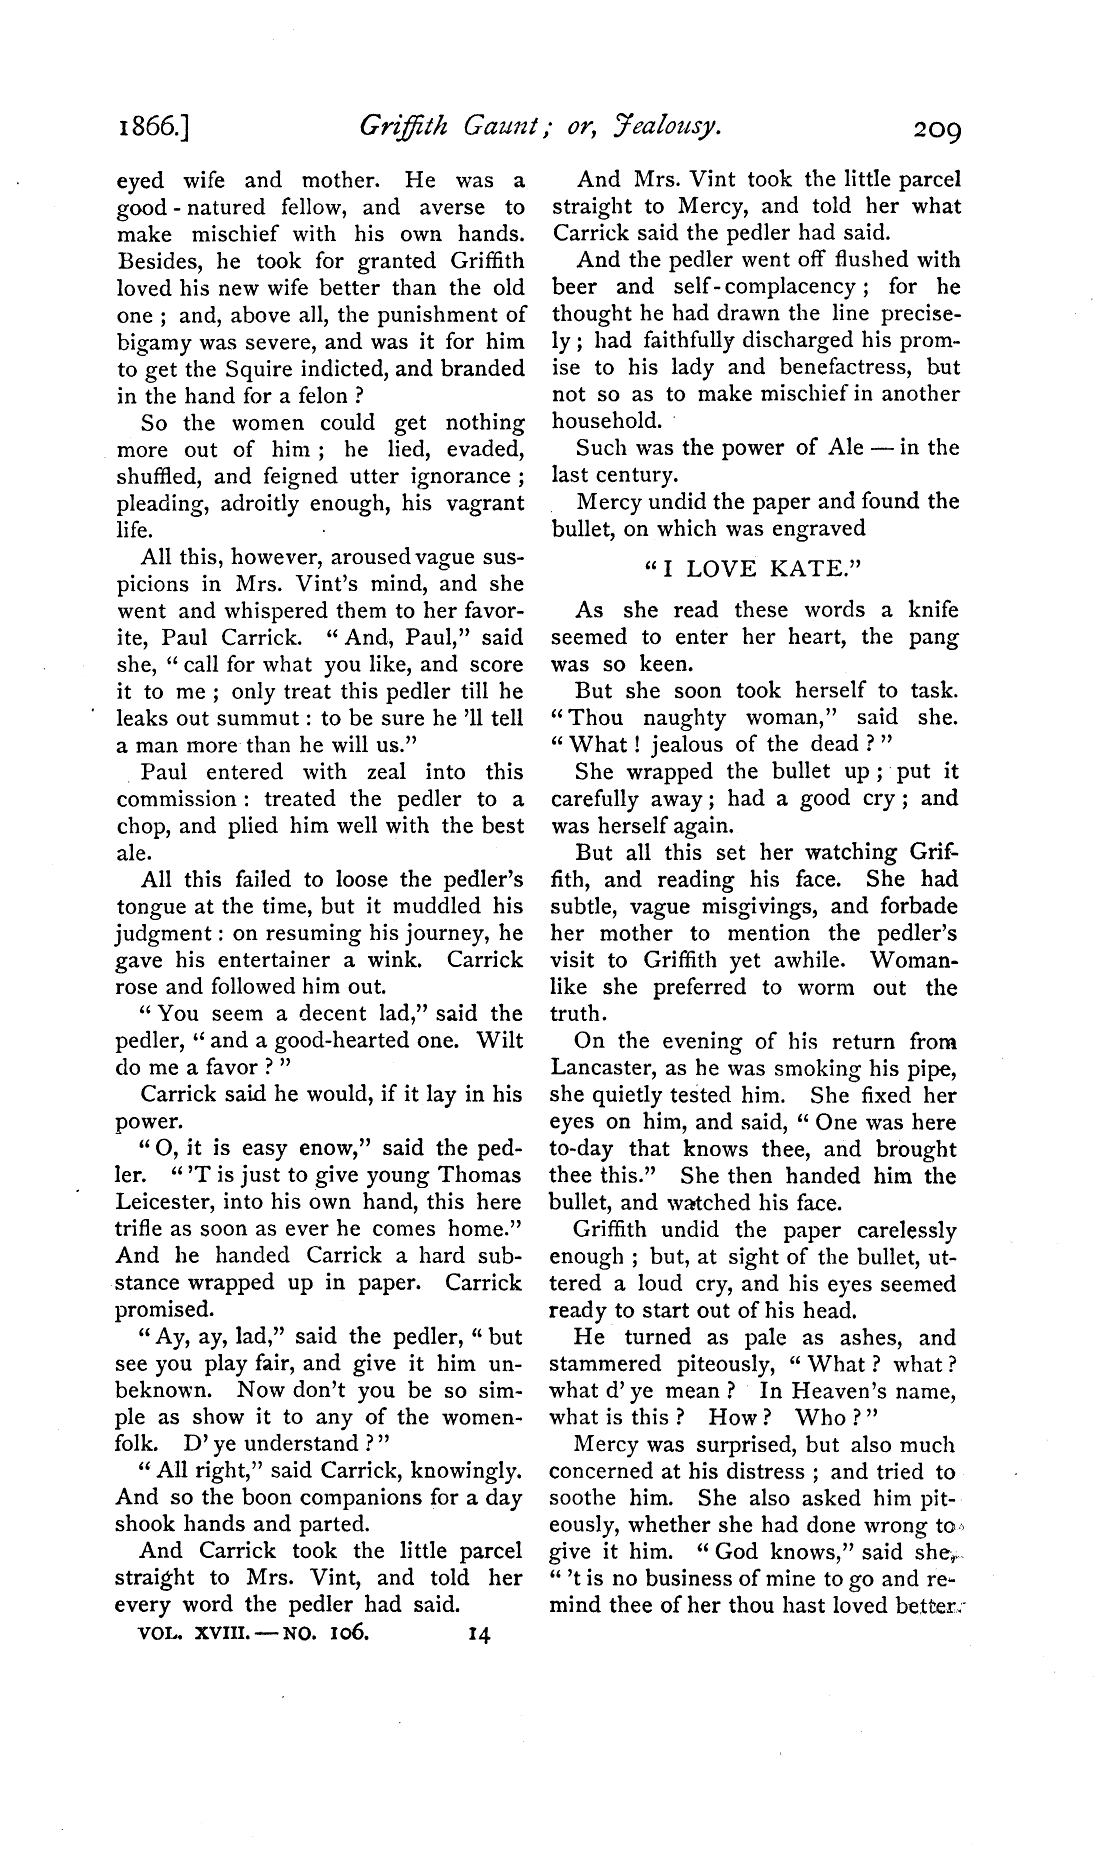 1866.] Griffith Gaunt; or, Jealousy. 209
eyed wife and mother. He was a
good-natured fellow, and averse to
make mischief with his own hands.
Besides, he took for granted Griffith
loved his new wife better than the old
one; and, above all, the punishment of
bigamy was severe, and was it for him
to get the Squire indicted, and branded
in the hand for a felon?
So the women could get nothing
more out of him; he lied, evaded,
shuffled, and feigned utter ignorance;
pleading, adroitly enough, his vagrant
life.
All this, however, aroused vague sus-
picions in Mrs. Vint's mind, and she
went and whispered them to her favor-
ite, Paul Carrick. "And, Paul," said
she, "call for what you like, and score
it to me; only treat this pedler till he
leaks out summut: to be sure he 'll tell
a man more than he will us."
Paul entered with zeal into this
commission: treated the pedler to a
chop, and plied him well with the best
ale.
All this failed to loose the pedler's
tongue at the time, but it muddled his
judgment: on resuming his journey, he
gave his entertainer a wink. Carrick
rose and followed him out.
"You seem a decent lad," said the
pedler, "and a good-hearted one. Wilt
do me a favor?"
Carrick said he would, if it lay in his
power.
"O, it is easy enow," said the ped-
ler. "'T is just to give young Thomas
Leicester, into his own hand, this here
trifle as soon as ever he comes home."
And he handed Carrick a hard sub-
stance wrapped up in paper. Carrick
promised.
"Ay, ay, lad," said the pedler, "but
see you play fair, and give it him un-
beknown. Now don't you be so sim-
ple as show it to any of the women-
folk. D' ye understand?"
"All right," said Carrick, knowingly.
And so the boon companions for a day
shook hands and parted.
And Carrick took the little parcel
straight to Mrs. Vint, and told her
every word the pedler had said.
VOL. XVIII. — NO. 106. 14
And Mrs. Vint took the little parcel
straight to Mercy, and told her what
Carrick said the pedler had said.
And the pedler went off flushed with
beer and self-complacency; for he
thought he had drawn the line precise-
ly; had faithfully discharged his prom-
ise to his lady and benefactress, but
not so as to make mischief in another
household.
Such was the power of Ale — in the
last century.
Mercy undid the paper and found the
bullet, on which was engraved
"I LOVE KATE."
As she read these words a knife
seemed to enter her heart, the pang
was so keen.
But she soon took herself to task.
"Thou naughty woman," said she.
"What! jealous of the dead?"
She wrapped the bullet up; put it
carefully away; had a good cry; and
was herself again.
But all this set her watching Grif-
fith, and reading his face. She had
subtle, vague misgivings, and forbade
her mother to mention the pedler's
visit to Griffith yet awhile. Woman-
like she preferred to worm out the
truth.
On the evening of his return from
Lancaster, as he was smoking his pipe,
she quietly tested him. She fixed her
eyes on him, and said, "One was here
to-day that knows thee, and brought
thee this." She then handed him the
bullet, and watched his face.
Griffith undid the paper carelessly
enough; but, at sight of the bullet, ut-
tered a loud cry, and his eyes seemed
ready to start out of his head.
He turned as pale as ashes, and
stammered piteously, "What? what?
what d' ye mean? In Heaven's name,
what is this? How? Who?"
Mercy was surprised, but also much
concerned at his distress; and tried to
soothe him. She also asked him pit-
eously, whether she had done wrong to
give it him. "God knows," said she,
"'t is no business of mine to go and re-
mind thee of her thou hast loved better